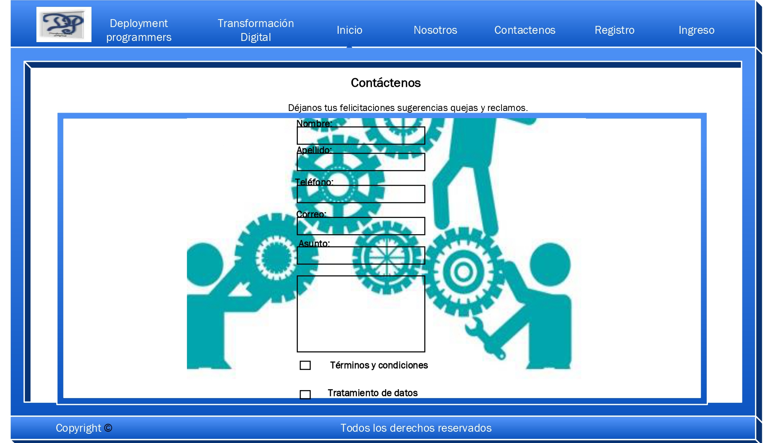 Deployment
programmers
Transformación
Digital
Inicio
Nosotros
Contactenos
Registro
Ingreso
Contáctenos
Déjanos tus felicitaciones sugerencias quejas y reclamos.
Nombre:
Apellido:
Teléfono:
Correo:
Asunto:
Términos y condiciones
Tratamiento de datos
Copyright ©
Todos los derechos reservados